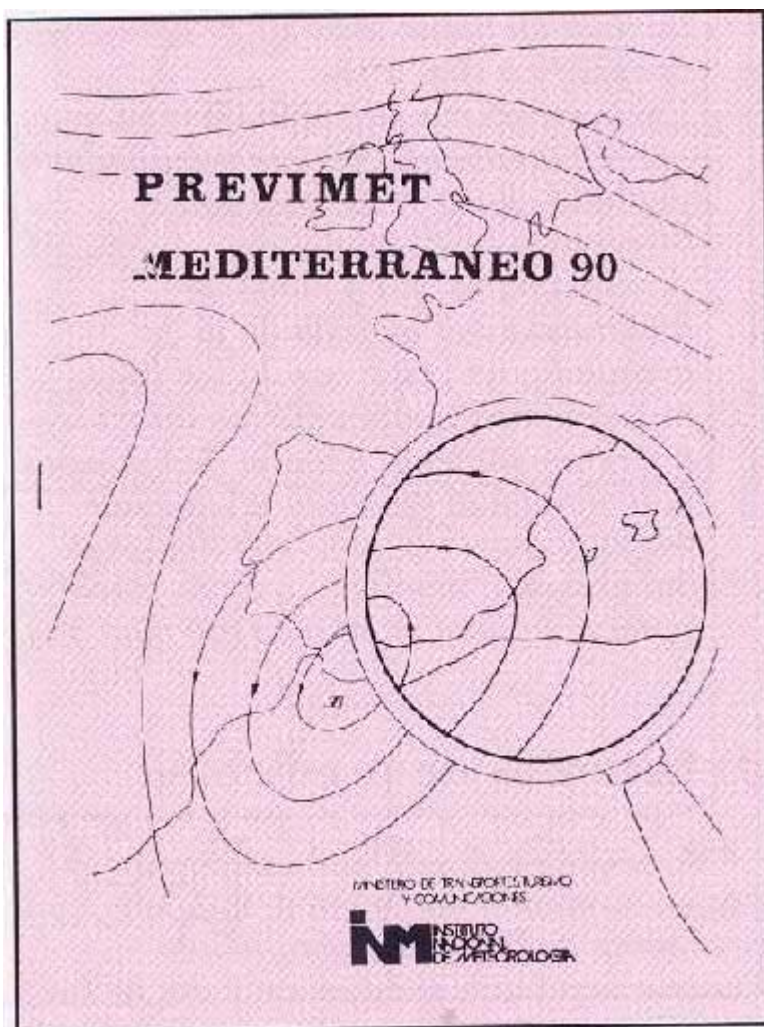 PREVIMET
MEDITERRANEO 90
MINISTERIO DE TRANSPORTES, TURISMO
Y COMUNICACIONES
INM INSTITUTO
NACIONAL
DE METEOROLOGIA